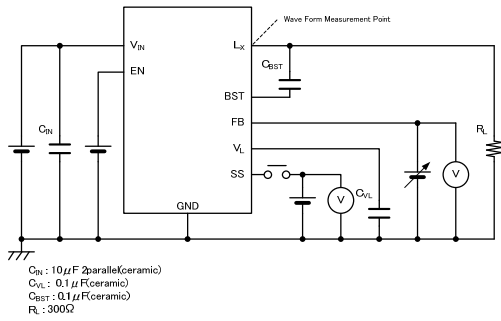 Wave Form Measurement Point
VIN
LX
EN
CIN
CBST
BST
FB
VL
SS
GND
V
CVL
V
RL
CIN : 10μF 2parallel(ceramic)
CVL : 0.1μF(ceramic)
CBST : 0.1μF(ceramic)
RL : 300Ω